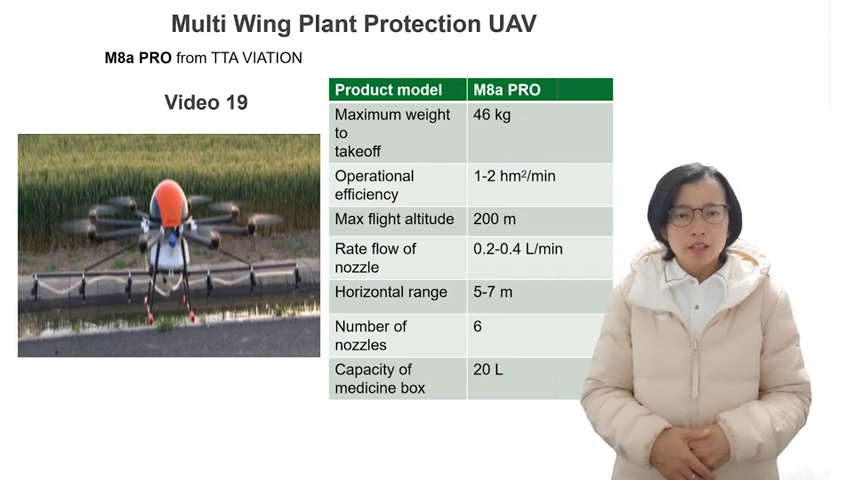 Multi Wing Plant Protection UAV
M8a PRO from TTA VIATION
Video 19
Product model M8a PRO
Maximum weight 46 kg
to
takeoff
Operational 1-2 hm²/min
efficiency
Max flight altitude 200 m
Rate flow of 0.2-0.4 L/min
nozzle
Horizontal range 5-7 m
Number of 6
nozzles
Capacity of 20 L
medicine box